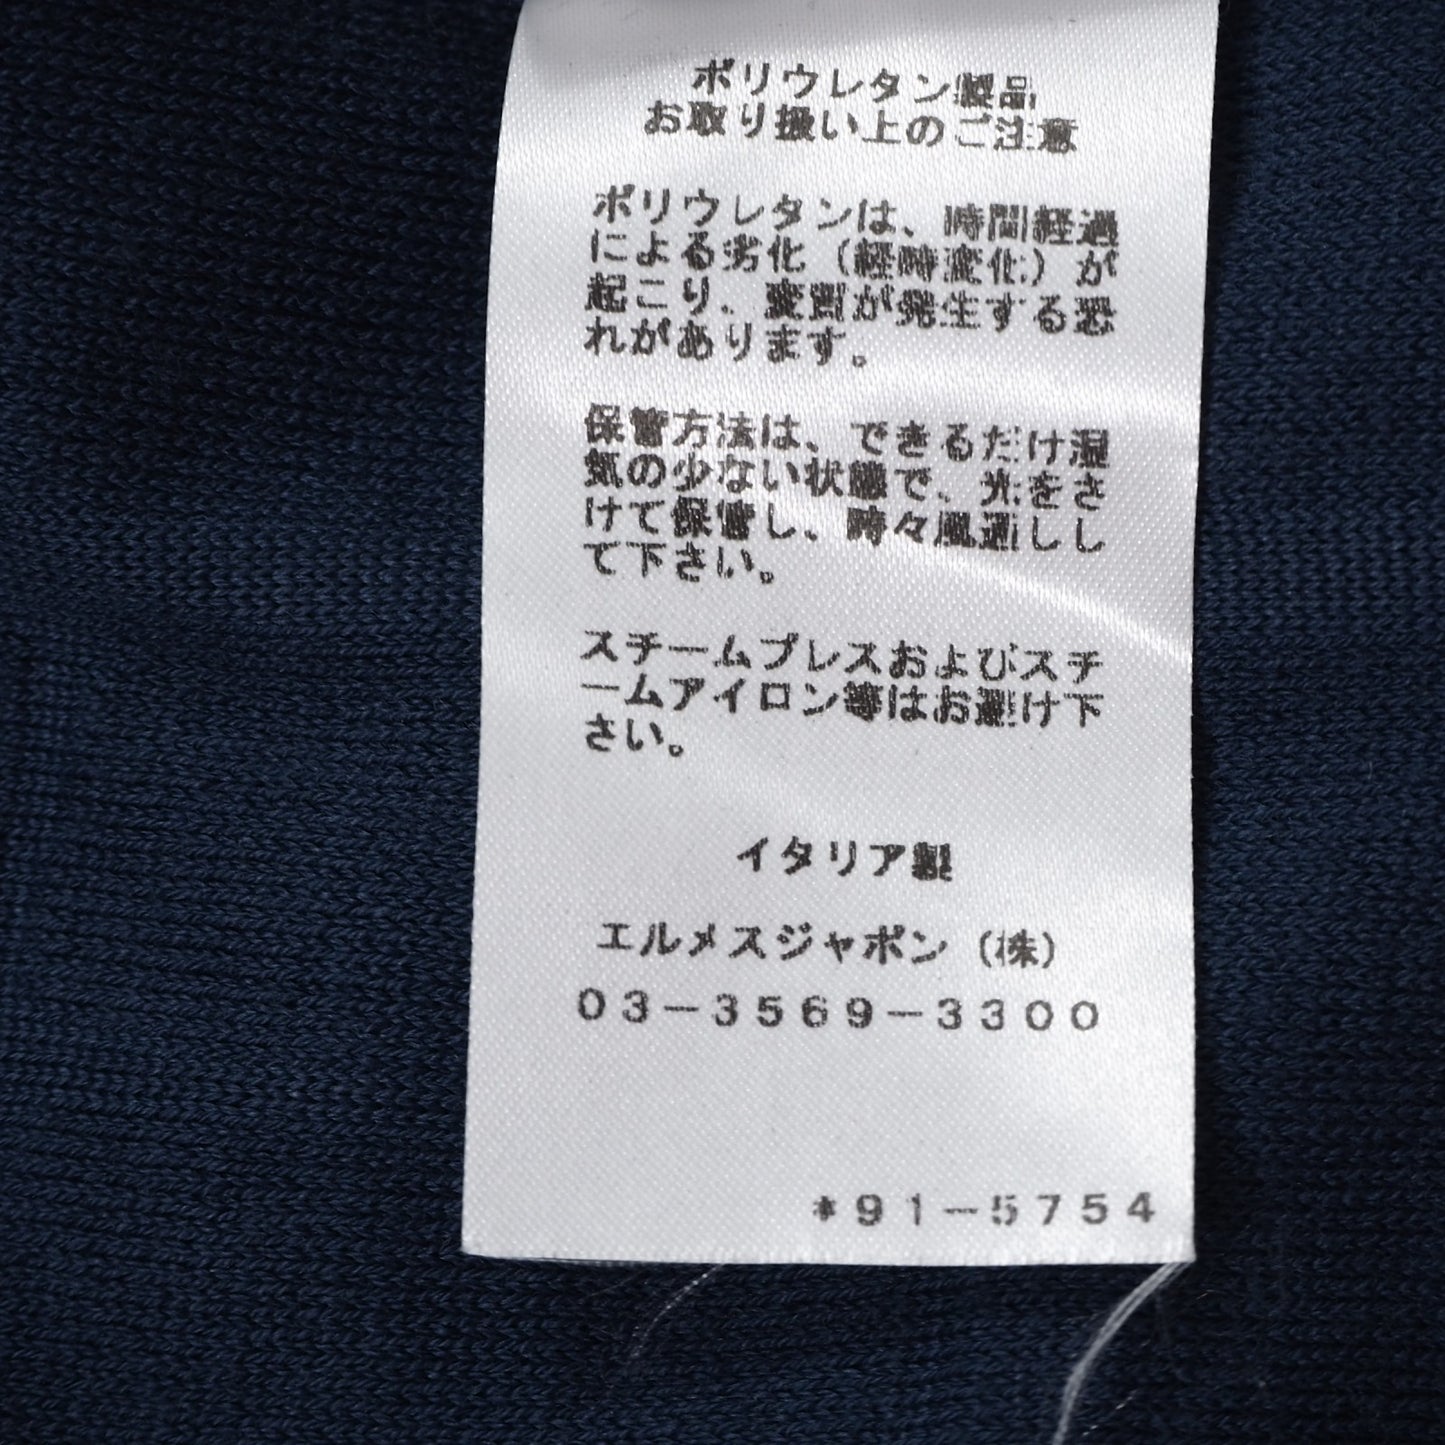 ポリウレタン製品
お取り扱い上のご注意
ポリウレタンは、時間経過
による劣化（経時変化）が
起こり、変質が発生する恐
れがあります。
保管方法は、できるだけ湿
気の少ない状態で、光をさ
けて保管し、時々風通しし
て下さい。
スチームプレスおよびスチ
ームアイロン等はお避け下
さい。
イタリア製
エルメスジャポン（株）
03-3569-3300
*91-5754